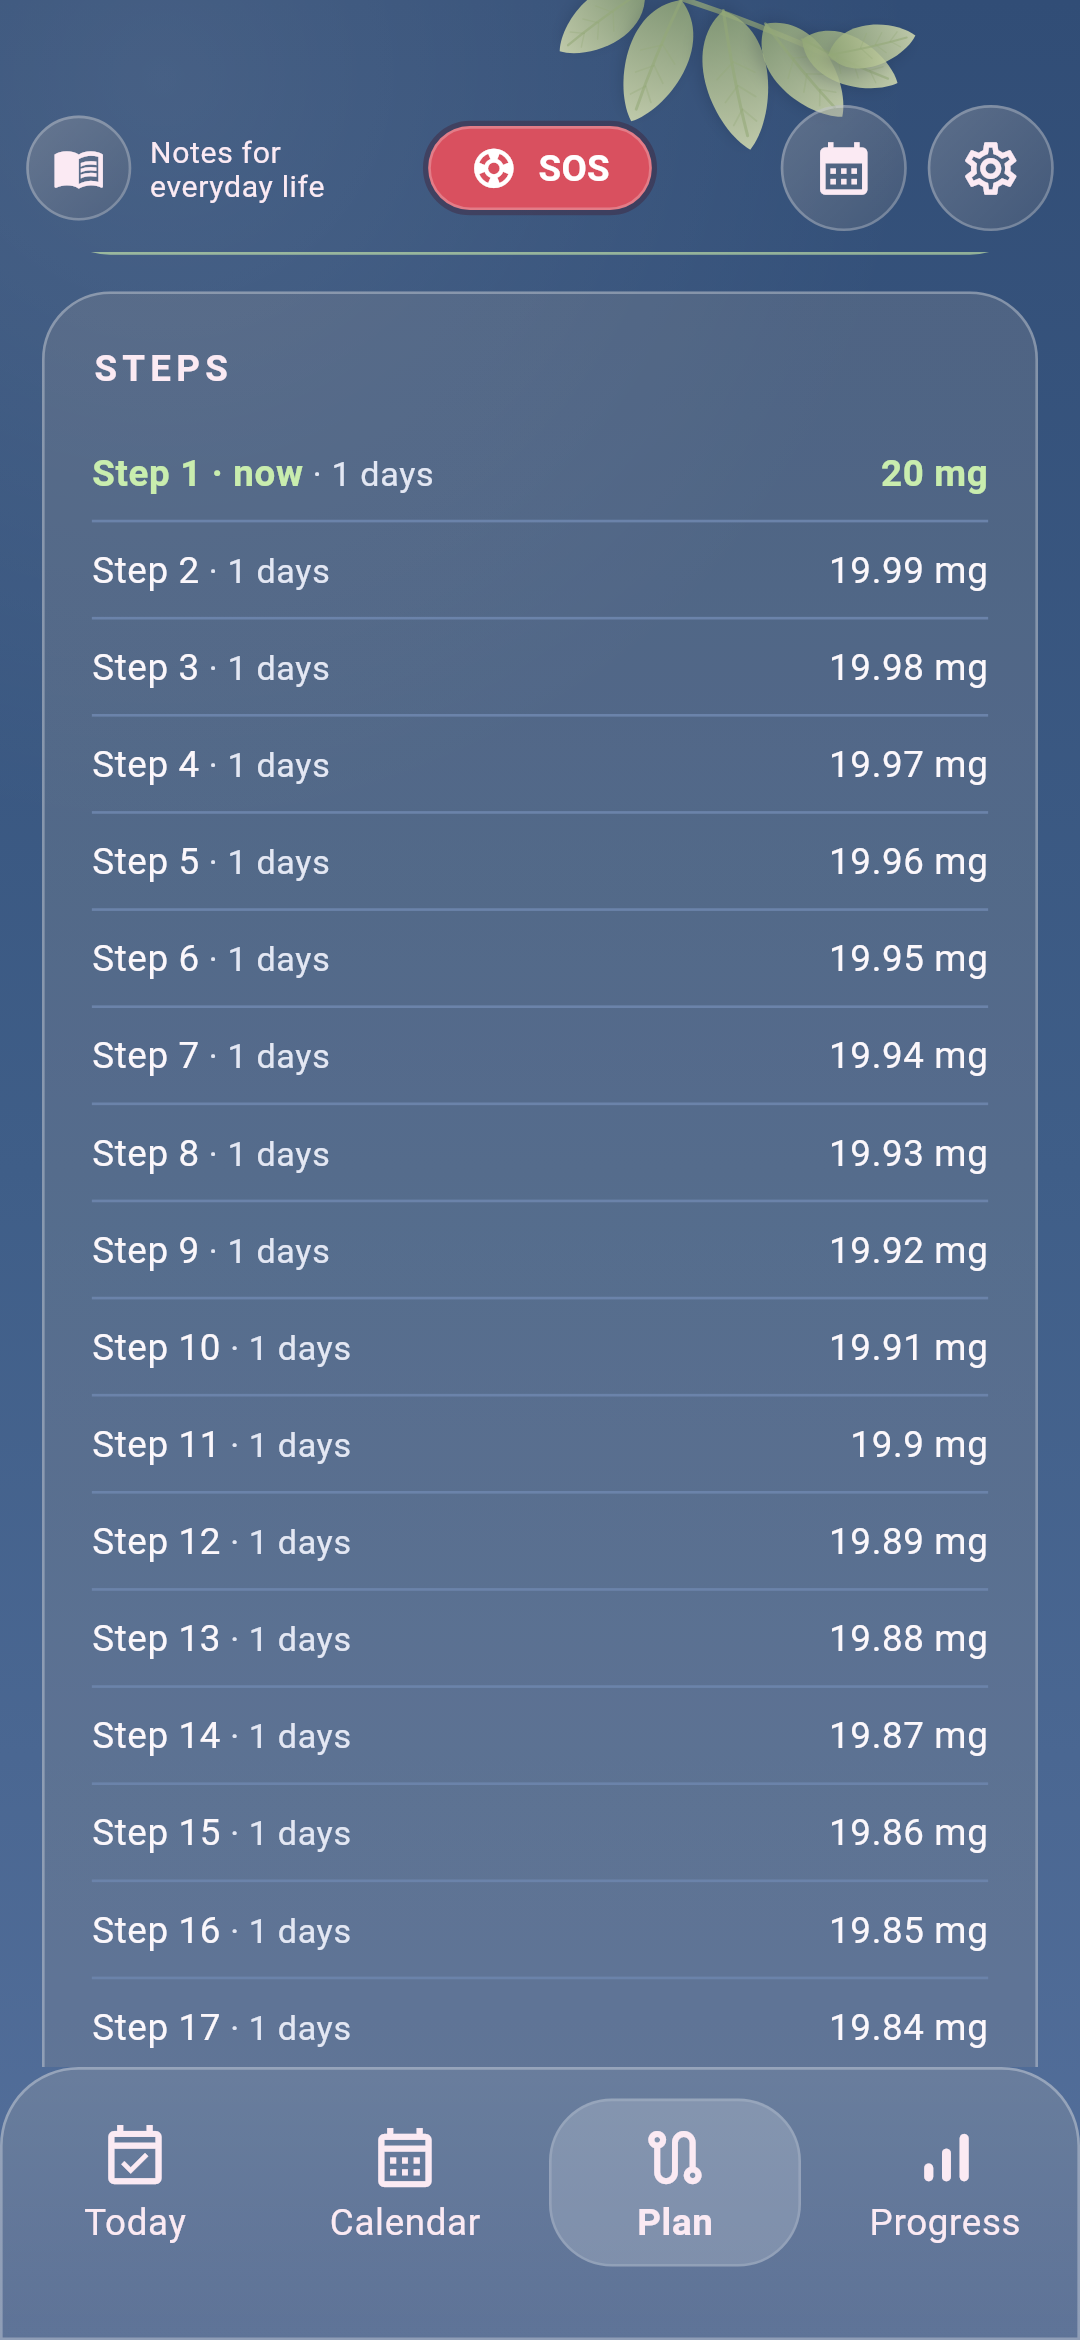 Notes for
everyday life
SOS
STEPS
Step 1 · now · 1 days 20 mg
Step 2 · 1 days 19.99 mg
Step 3 · 1 days 19.98 mg
Step 4 · 1 days 19.97 mg
Step 5 · 1 days 19.96 mg
Step 6 · 1 days 19.95 mg
Step 7 · 1 days 19.94 mg
Step 8 · 1 days 19.93 mg
Step 9 · 1 days 19.92 mg
Step 10 · 1 days 19.91 mg
Step 11 · 1 days 19.9 mg
Step 12 · 1 days 19.89 mg
Step 13 · 1 days 19.88 mg
Step 14 · 1 days 19.87 mg
Step 15 · 1 days 19.86 mg
Step 16 · 1 days 19.85 mg
Step 17 · 1 days 19.84 mg
Today Calendar Plan Progress